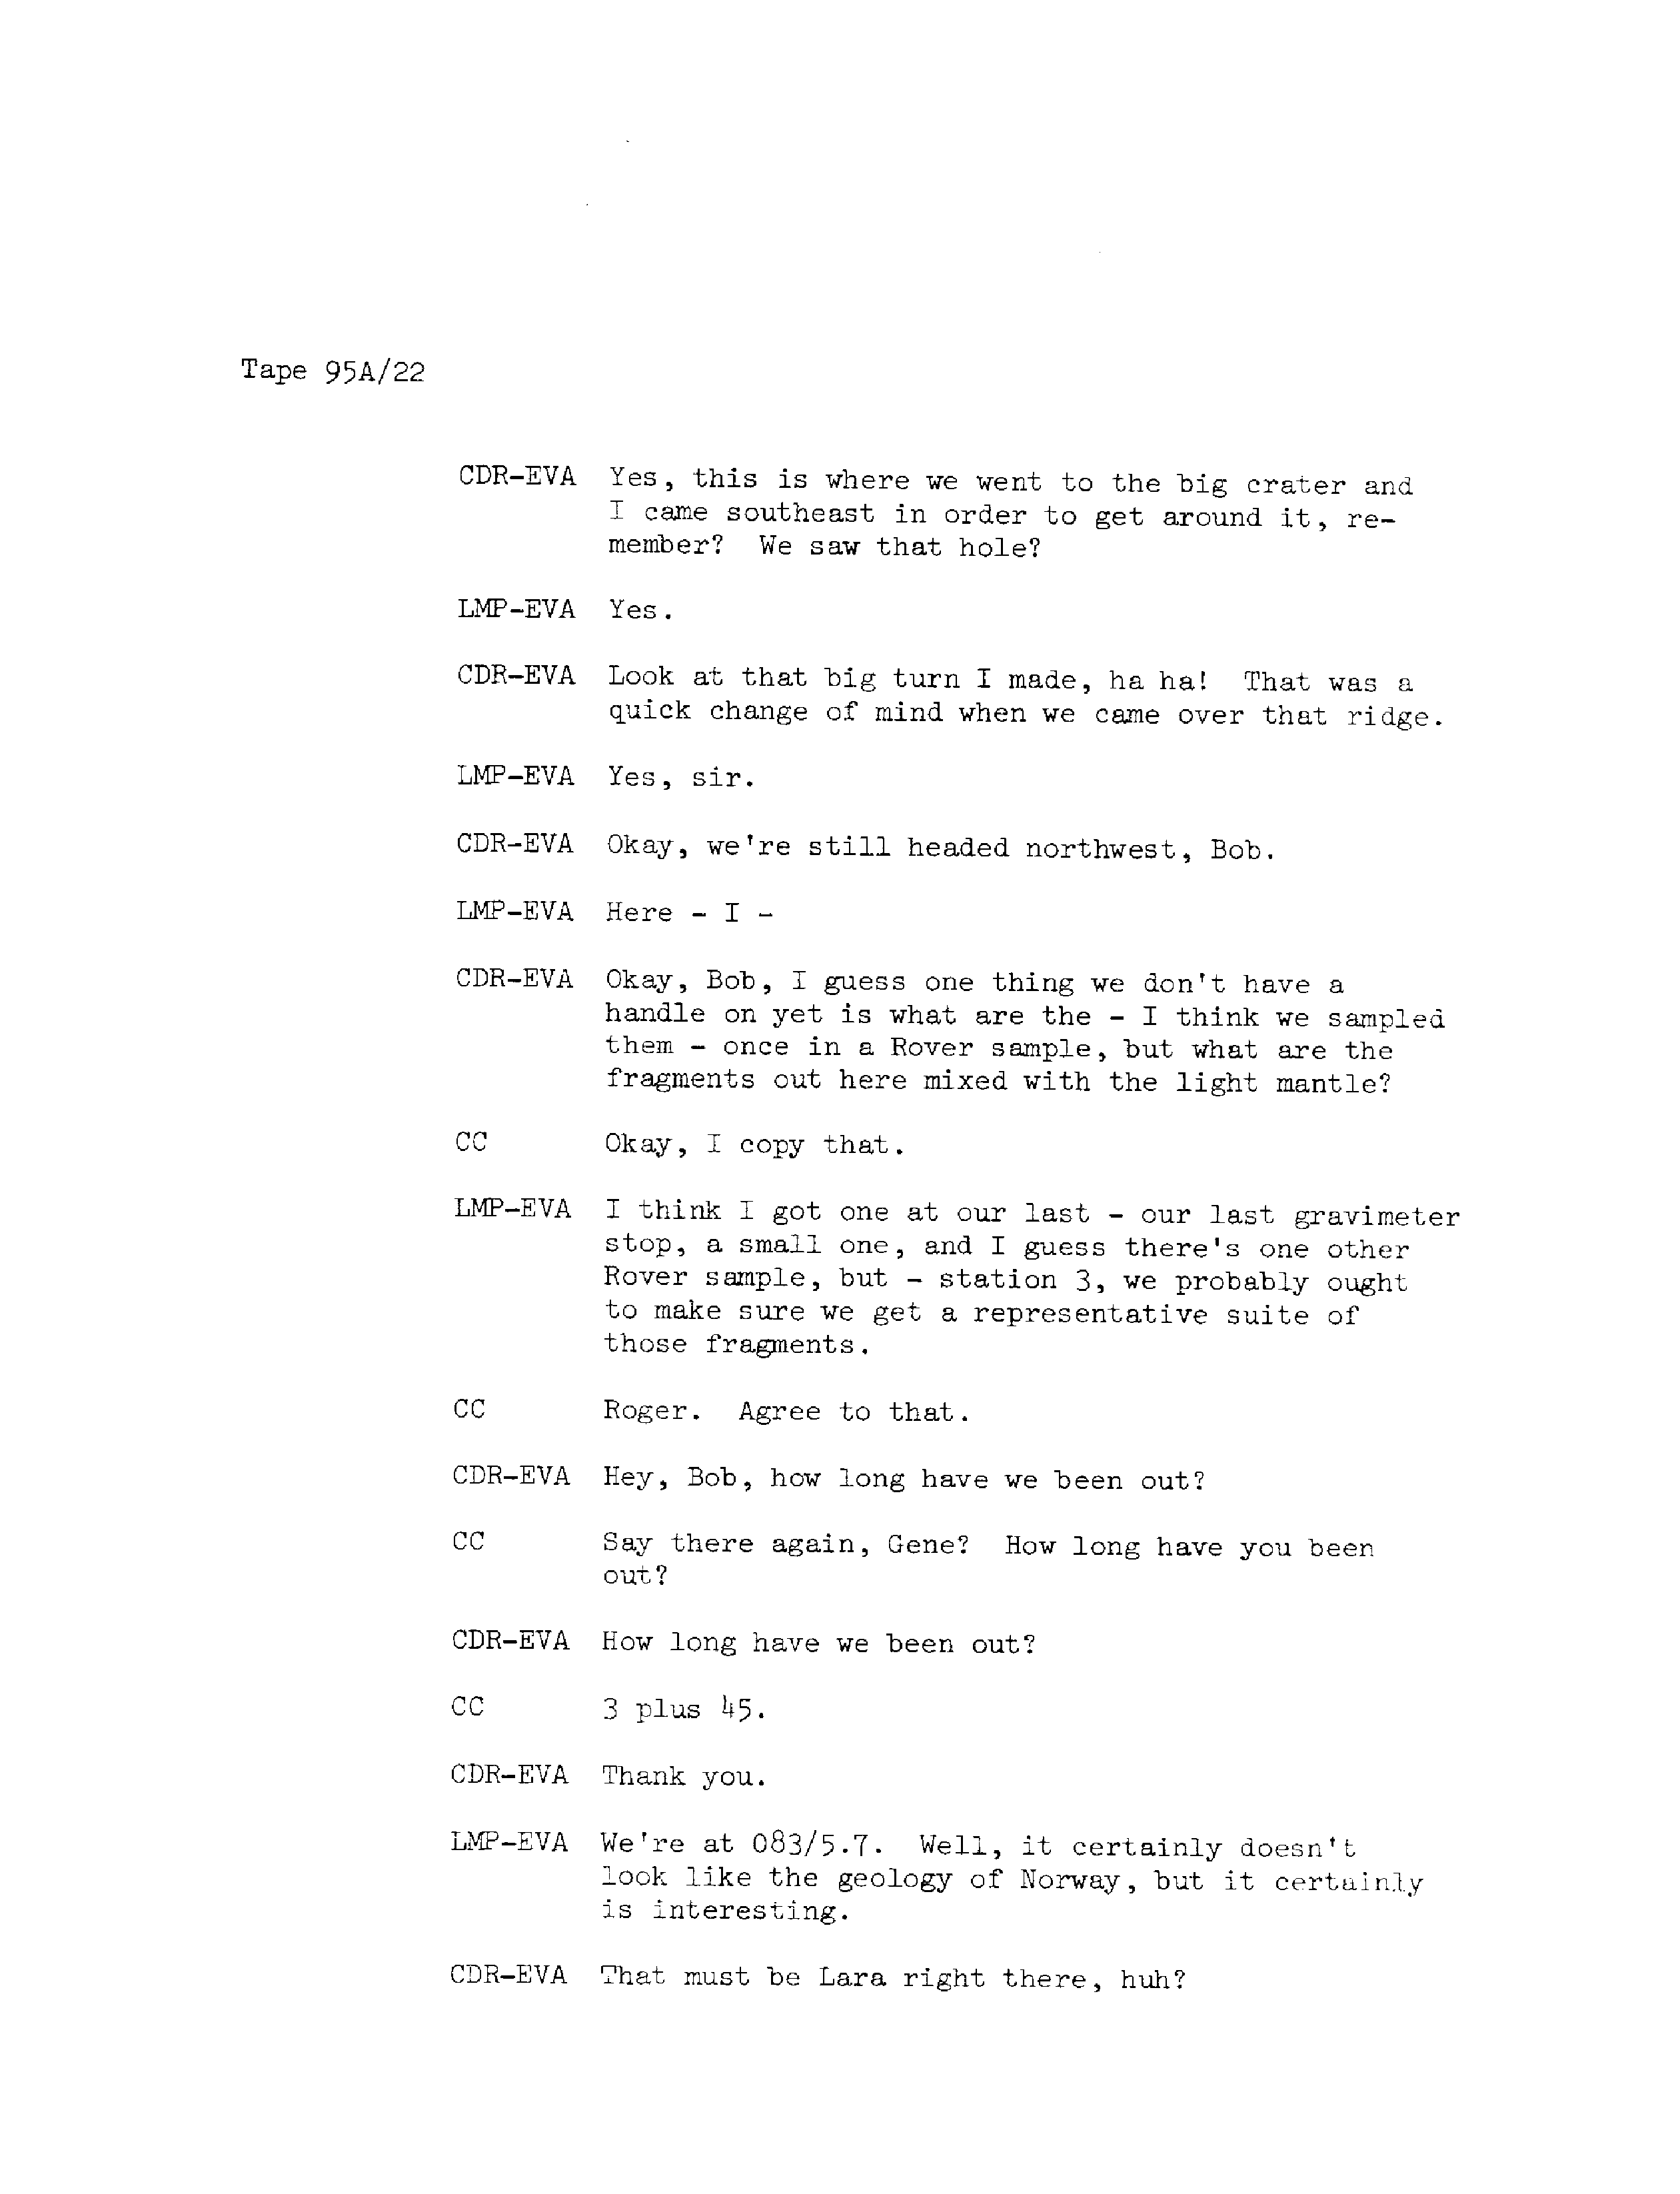 Tape 95A/22
CDR-EVA Yes, this is where we went to the big crater and
I came southeast in order to get around it, re-
member? We saw that hole?
LMP-EVA Yes.
CDR-EVA Look at that big turn I made, ha ha! That was a
quick change of mind when we came over that ridge.
LMP-EVA Yes, sir.
CDR-EVA Okay, we're still headed northwest, Bob.
LMP-EVA Here - I -
CDR-EVA Okay, Bob, I guess one thing we don't have a
handle on yet is what are the - I think we sampled
them - once in a Rover sample, but what are the
fragments out here mixed with the light mantle?
CC Okay, I copy that.
LMP-EVA I think I got one at our last - our last gravimeter
stop, a small one, and I guess there's one other
Rover sample, but - station 3, we probably ought
to make sure we get a representative suite of
those fragments.
CC Roger. Agree to that.
CDR-EVA Hey, Bob, how long have we been out?
CC Say there again, Gene? How long have you been
out?
CDR-EVA How long have we been out?
CC 3 plus 45.
CDR-EVA Thank you.
LMP-EVA We're at 083/5.7. Well, it certainly doesn't
look like the geology of Norway, but it certainly
is interesting.
CDR-EVA That must be Lara right there, huh?